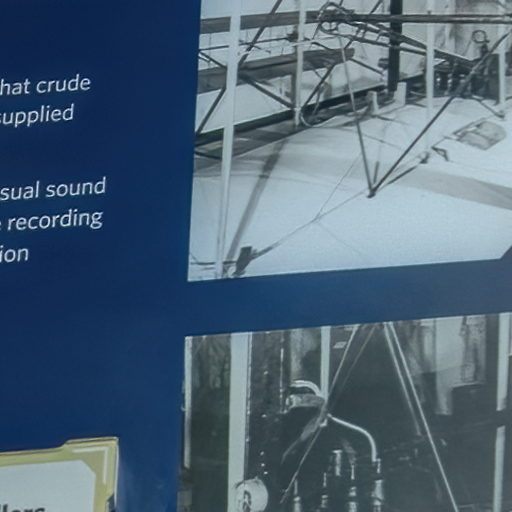 hat crude
supplied
sual sound
recording
ion